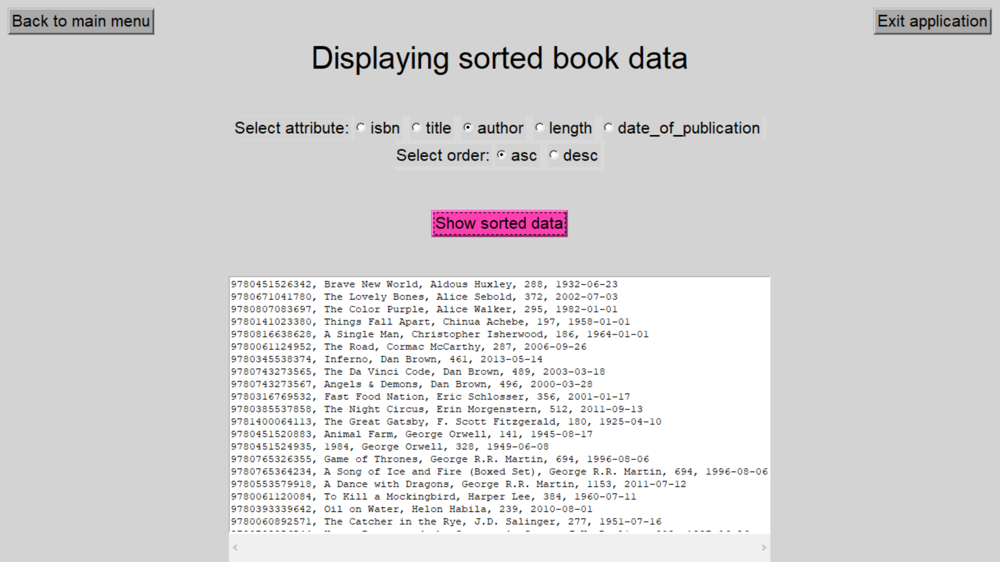 Back to main menu
Exit application
Displaying sorted book data
Select attribute: isbn title author length date_of_publication
Select order: asc desc
Show sorted data
9780451526342, Brave New World, Aldous Huxley, 288, 1932-06-23
9780671041780, The Lovely Bones, Alice Sebold, 372, 2002-07-03
9780807083697, The Color Purple, Alice Walker, 295, 1982-01-01
9780141023380, Things Fall Apart, Chinua Achebe, 197, 1958-01-01
9780816638628, A Single Man, Christopher Isherwood, 186, 1964-01-01
9780061124952, The Road, Cormac McCarthy, 287, 2006-09-26
9780345538374, Inferno, Dan Brown, 461, 2013-05-14
9780743273565, The Da Vinci Code, Dan Brown, 489, 2003-03-18
9780743273567, Angels & Demons, Dan Brown, 496, 2000-03-28
9780316769532, Fast Food Nation, Eric Schlosser, 356, 2001-01-17
9780385537858, The Night Circus, Erin Morgenstern, 512, 2011-09-13
9781400064113, The Great Gatsby, F. Scott Fitzgerald, 180, 1925-04-10
9780451520883, Animal Farm, George Orwell, 141, 1945-08-17
9780451524935, 1984, George Orwell, 328, 1949-06-08
9780765326355, Game of Thrones, George R.R. Martin, 694, 1996-08-06
9780765364234, A Song of Ice and Fire (Boxed Set), George R.R. Martin, 694, 1996-08-06
9780553579918, A Dance with Dragons, George R.R. Martin, 1153, 2011-07-12
9780061120084, To Kill a Mockingbird, Harper Lee, 384, 1960-07-11
9780393339642, Oil on Water, Helon Habila, 239, 2010-08-01
9780060892571, The Catcher in the Rye, J.D. Salinger, 277, 1951-07-16